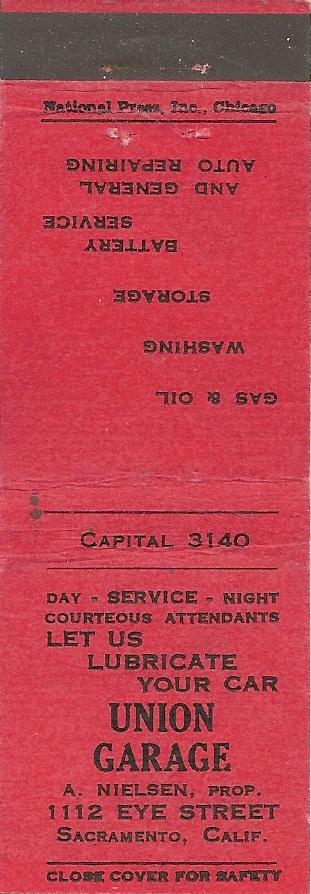 National Press, Inc., Chicago
GAS & OIL
WASHING
STORAGE
BATTERY
SERVICE
AND GENERAL
AUTO REPAIRING
CAPITAL 3140
DAY - SERVICE - NIGHT
COURTEOUS ATTENDANTS
LET US
LUBRICATE
YOUR CAR
UNION
GARAGE
A. NIELSEN, PROP.
1112 EYE STREET
SACRAMENTO, CALIF.
CLOSE COVER FOR SAFETY